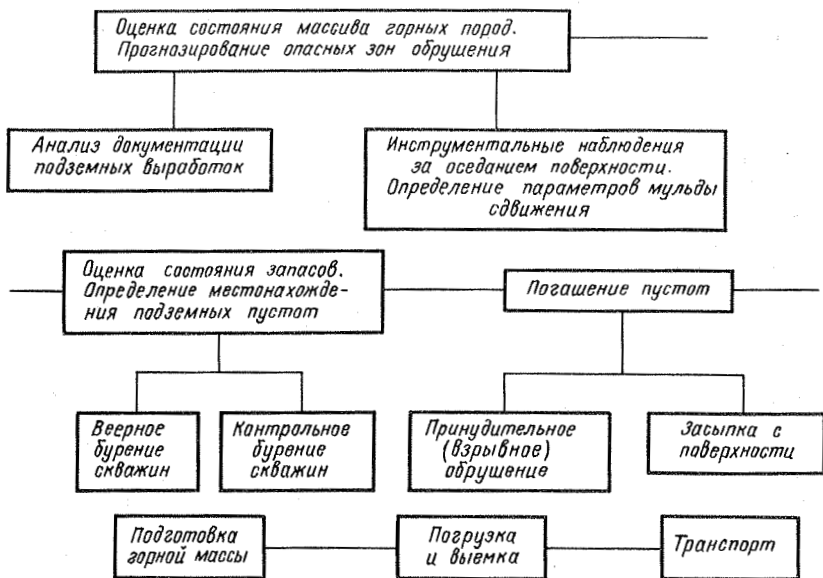 Оценка состояния массива горных пород.
Прогнозирование опасных зон обрушения
Анализ документации
подземных выработок
Инструментальные наблюдения
за оседанием поверхности.
Определение параметров мульды
сдвижения
Оценка состояния запасов.
Определение местонахожде-
ния подземных пустот
Погашение пустот
Веерное
бурение
скважин
Контрольное
бурение
скважин
Принудительное
(взрывное)
обрушение
Засыпка с
поверхности
Подготовка
горной массы
Погрузка
и выемка
Транспорт